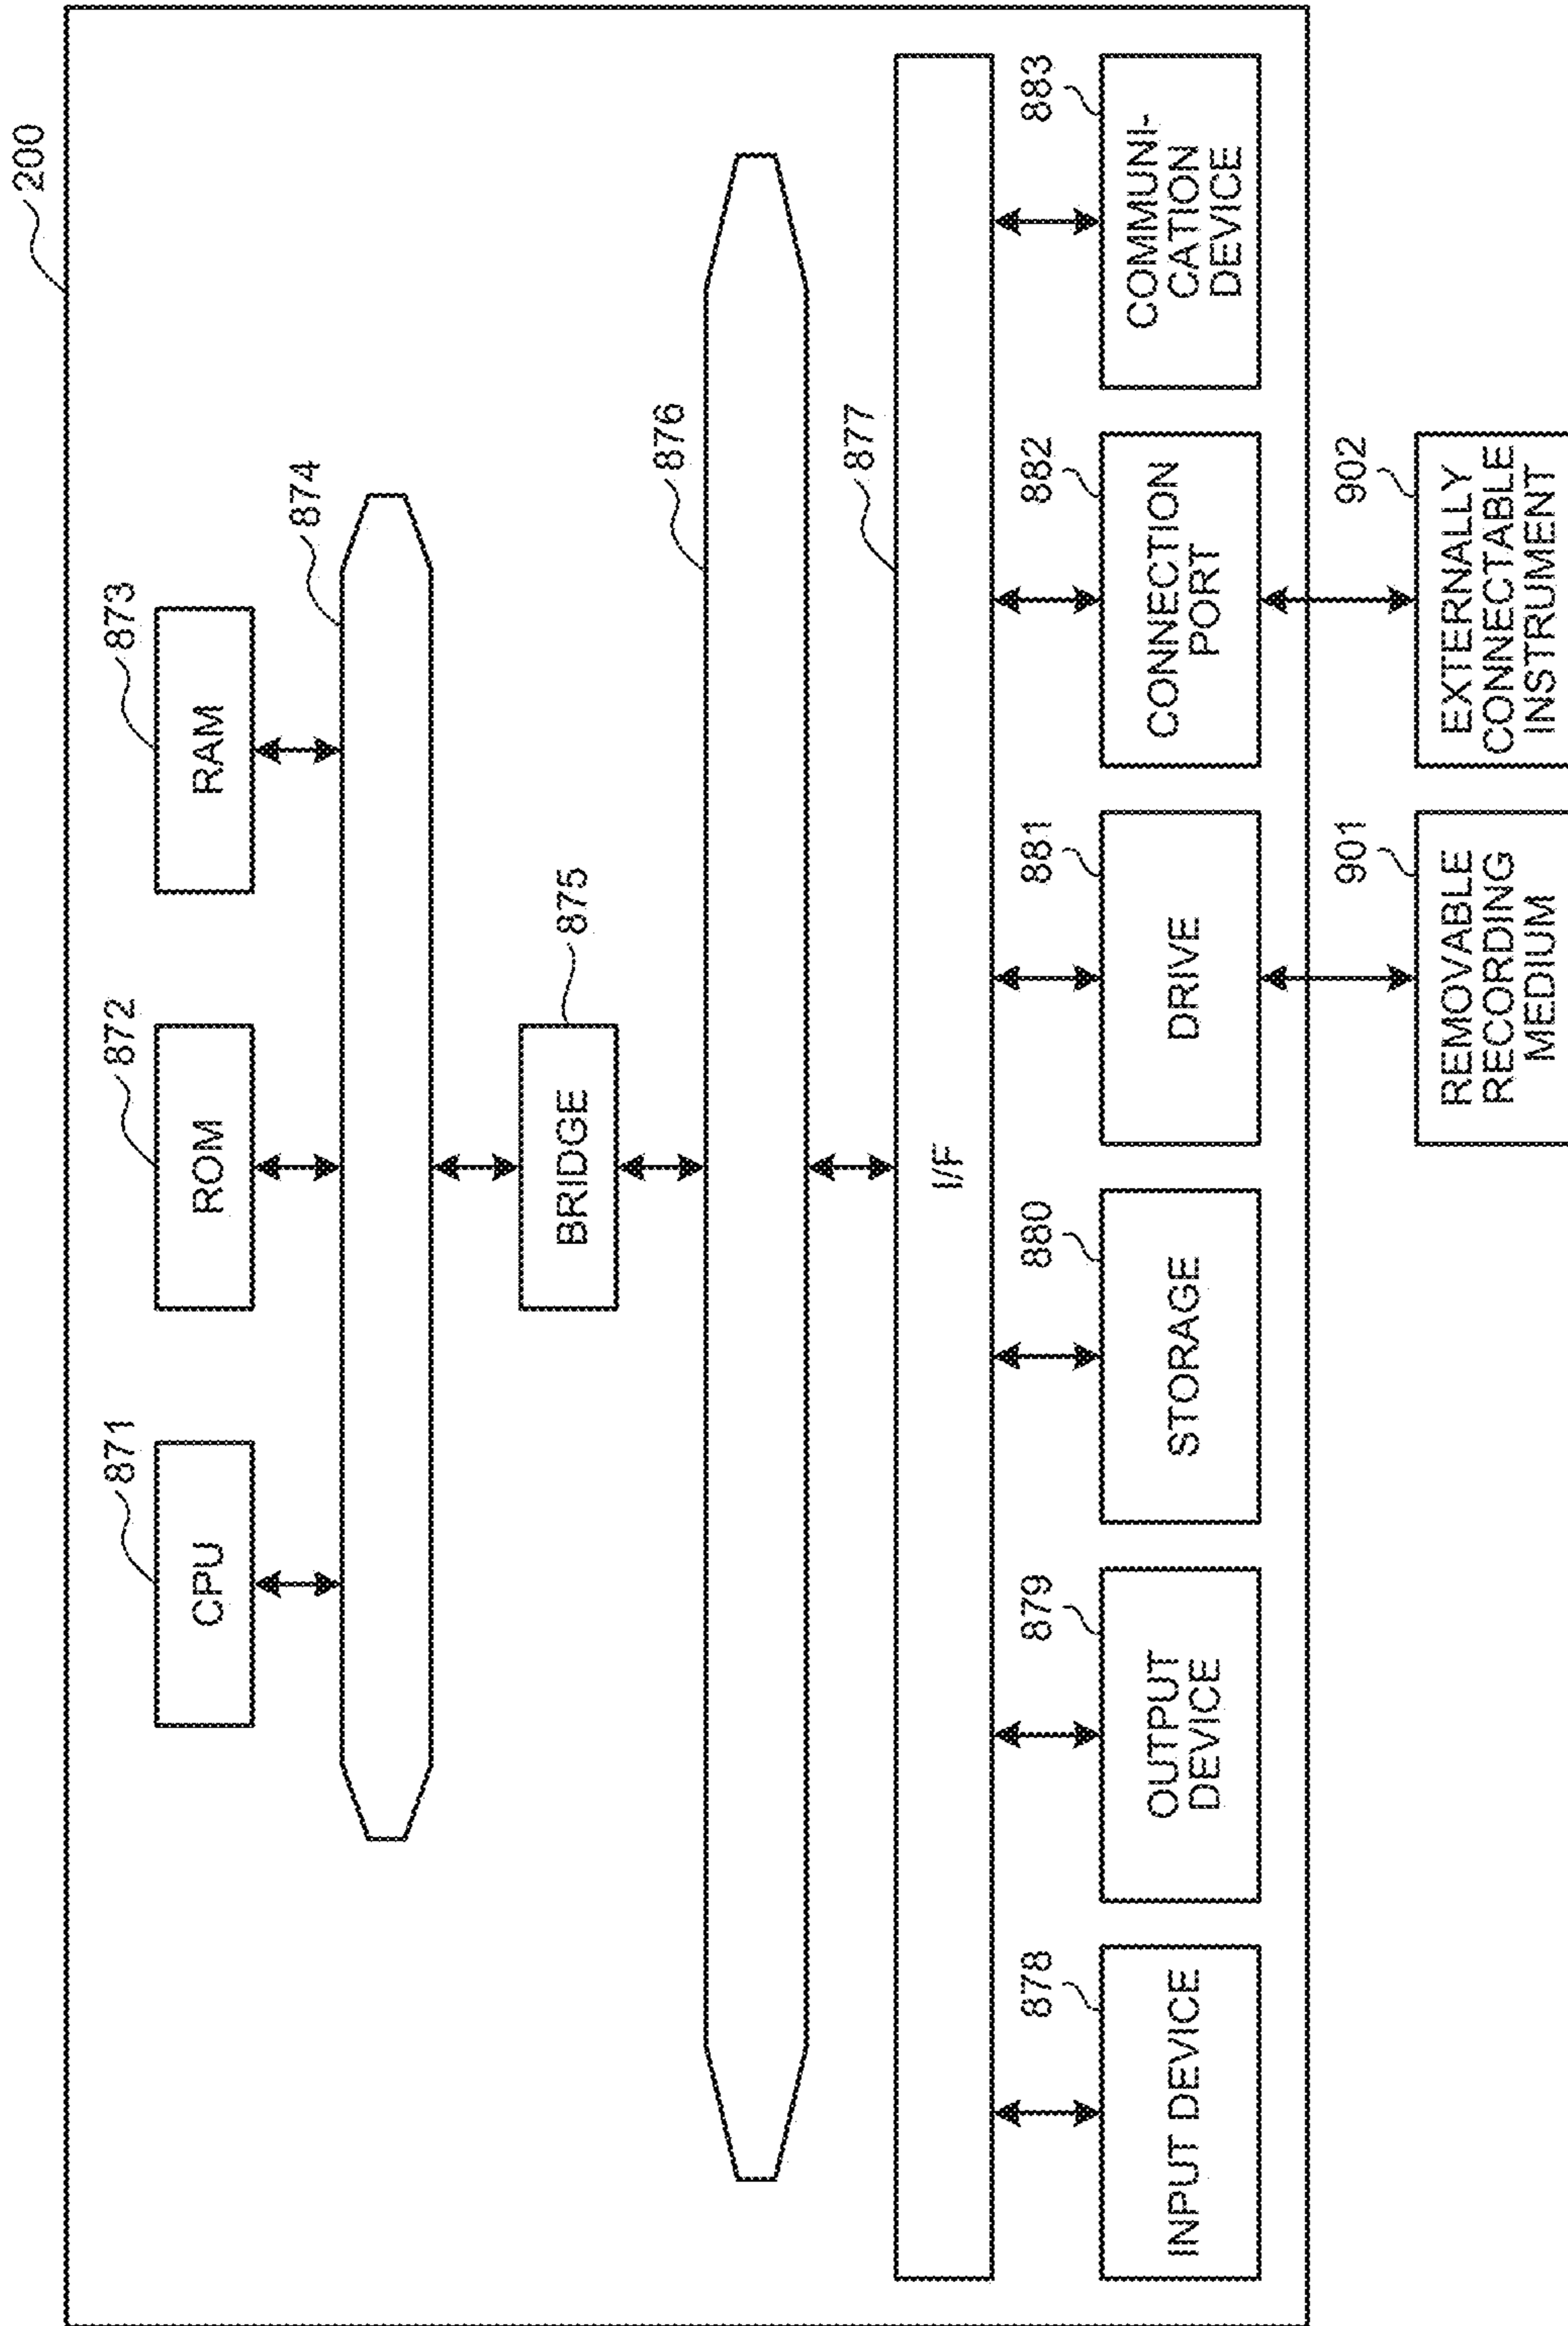 200
871
872
873
CPU
ROM
RAM
874
BRIDGE
875
876
877
I/F
878
879
880
881
882
883
INPUT DEVICE
OUTPUT
DEVICE
STORAGE
DRIVE
CONNECTION
PORT
COMMUNI-
CATION
DEVICE
901
902
REMOVABLE
RECORDING
MEDIUM
EXTERNALLY
CONNECTABLE
INSTRUMENT